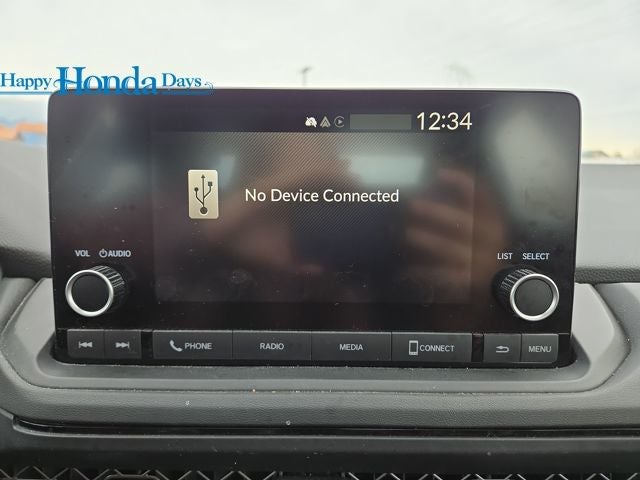 Happy Honda Days
12:34
No Device Connected
VOL AUDIO
LIST SELECT
PHONE RADIO MEDIA CONNECT MENU